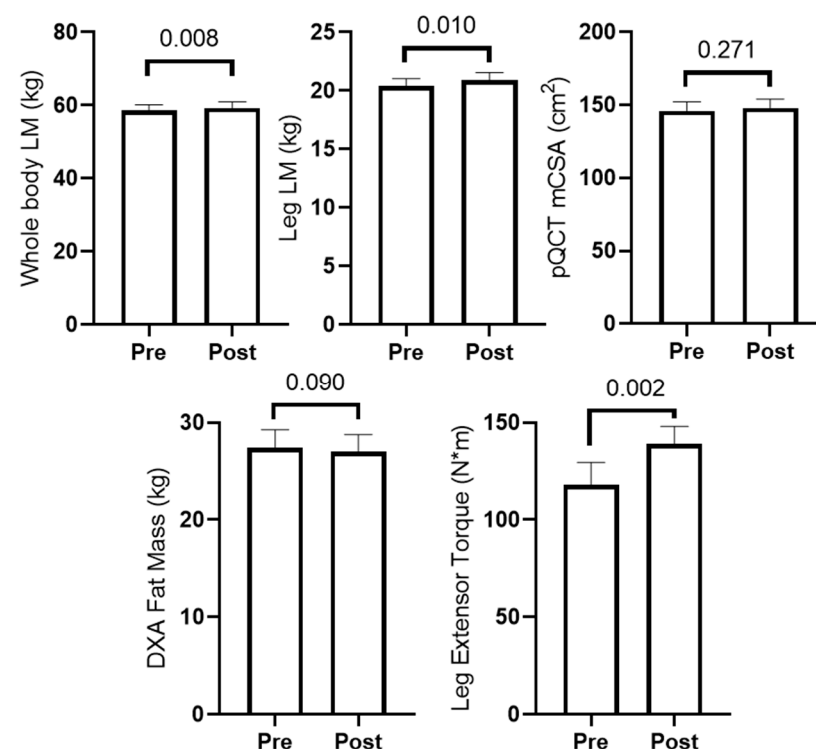 Whole body LM (kg)
80
60
40
20
0
0.008
Pre Post
Leg LM (kg)
25
20
15
10
5
0
0.010
Pre Post
pQCT mCSA (cm²)
200
150
100
50
0
0.271
Pre Post
DXA Fat Mass (kg)
30
20
10
0
0.090
Pre Post
Leg Extensor Torque (N*m)
150
100
50
0
0.002
Pre Post